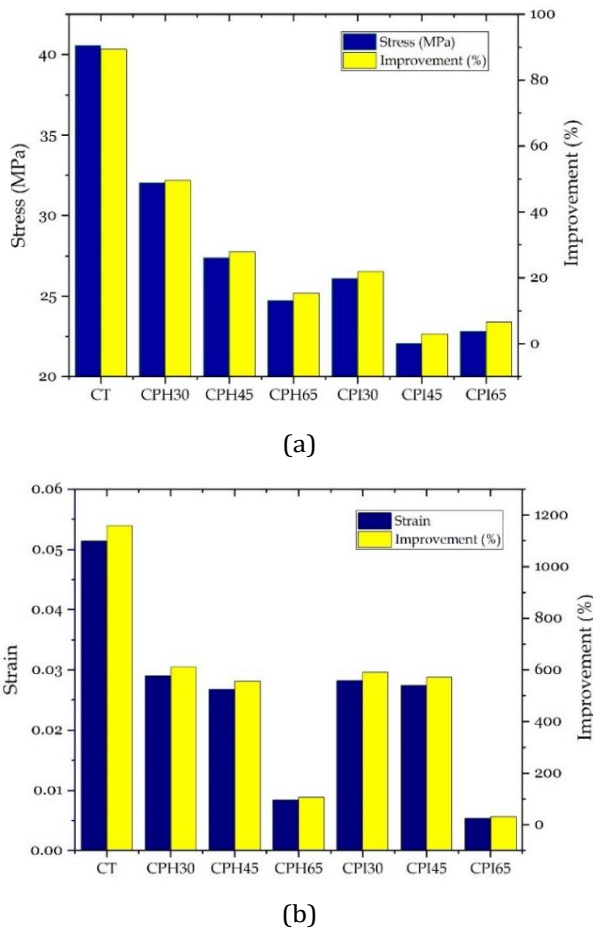 Stress (MPa)
Improvement (%)
40
35
30
25
20
Stress (MPa)
100
80
60
40
20
0
Improvement (%)
CT CPH30 CPH45 CPH65 CPI30 CPI45 CPI65
(a)
Strain
Improvement (%)
0.06
0.05
0.04
0.03
0.02
0.01
0.00
Strain
1200
1000
800
600
400
200
0
Improvement (%)
CT CPH30 CPH45 CPH65 CPI30 CPI45 CPI65
(b)